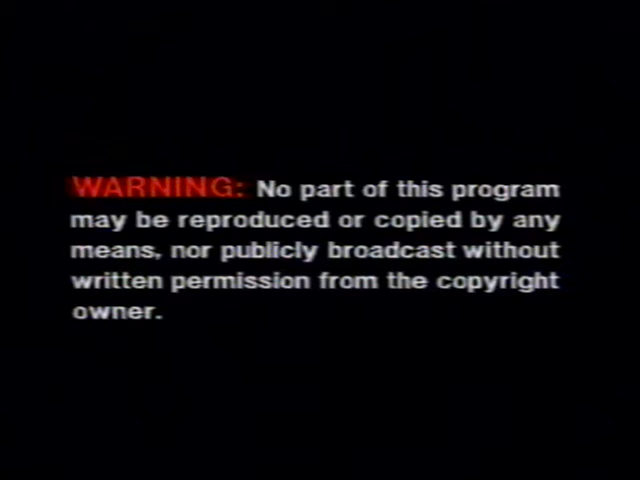 WARNING: No part of this program
may be reproduced or copied by any
means, nor publicly broadcast without
written permission from the copyright
owner.